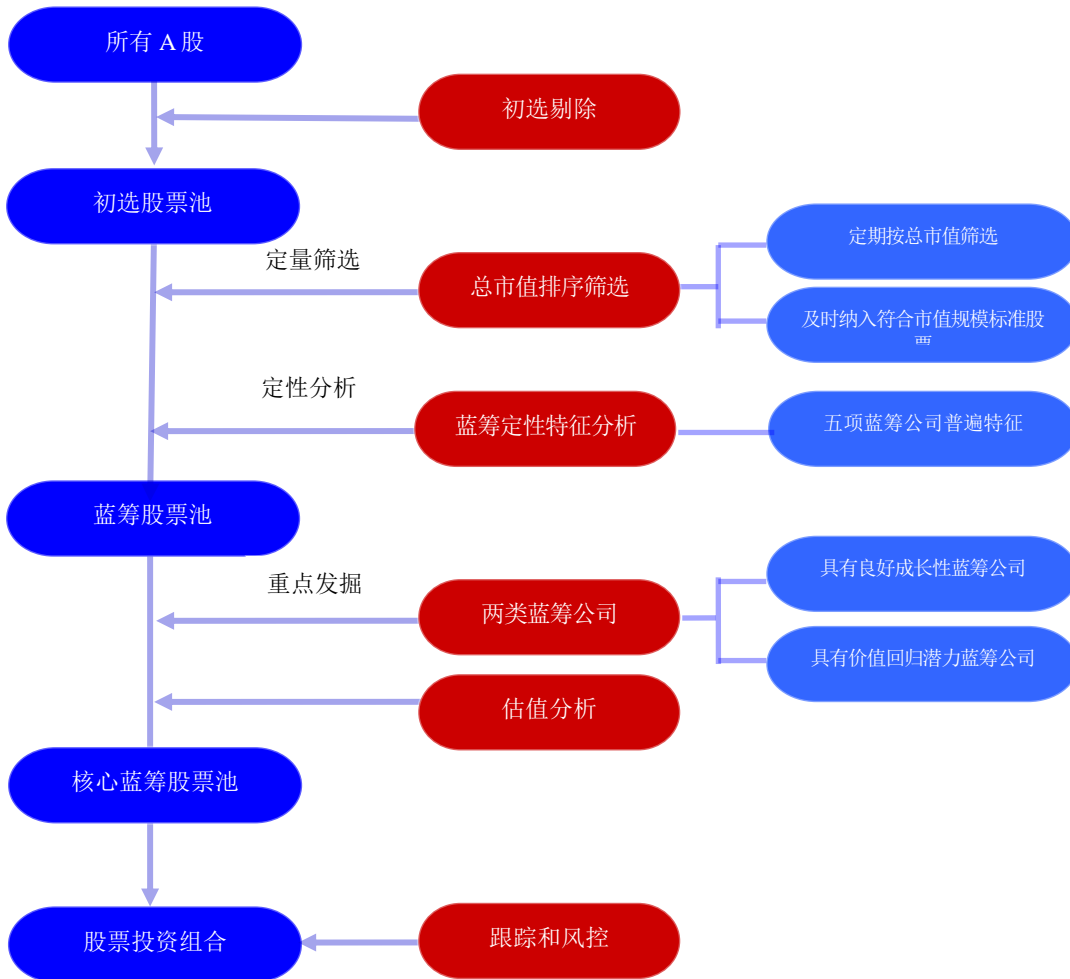 所有 A 股
初选剔除
初选股票池
定量筛选
定期按总市值筛选
总市值排序筛选
及时纳入符合市值规模标准股
票
定性分析
蓝筹定性特征分析
五项蓝筹公司普遍特征
蓝筹股票池
重点发掘
具有良好成长性蓝筹公司
两类蓝筹公司
具有价值回归潜力蓝筹公司
估值分析
核心蓝筹股票池
股票投资组合
跟踪和风控